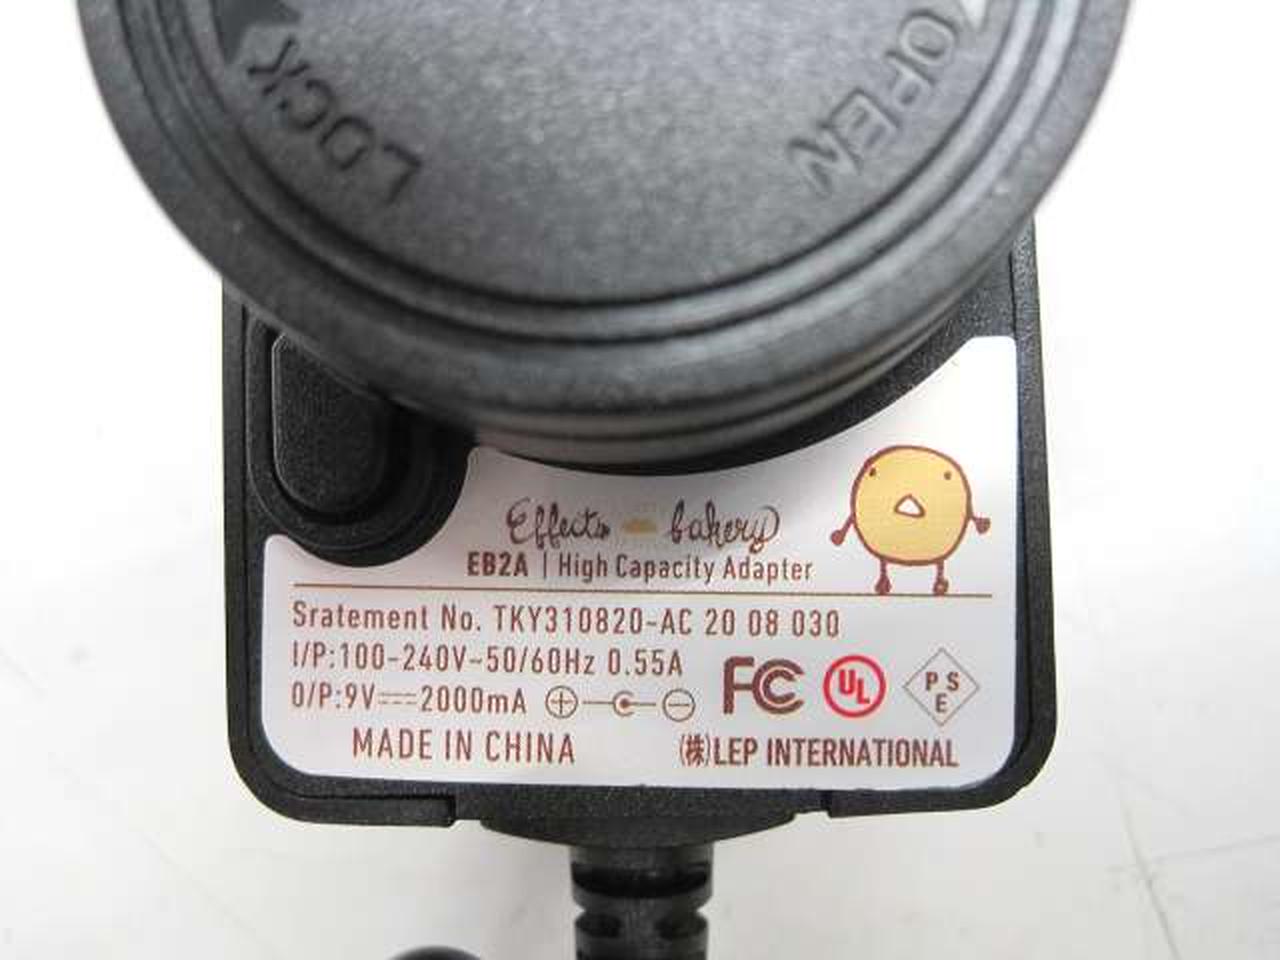 LOCK
OPEN
Effects bakery
EB2A | High Capacity Adapter
Sratement No. TKY310820-AC 20 08 030
I/P:100-240V~50/60Hz 0.55A
O/P:9V⎓2000mA
FC
UL
PSE
MADE IN CHINA
㈱LEP INTERNATIONAL